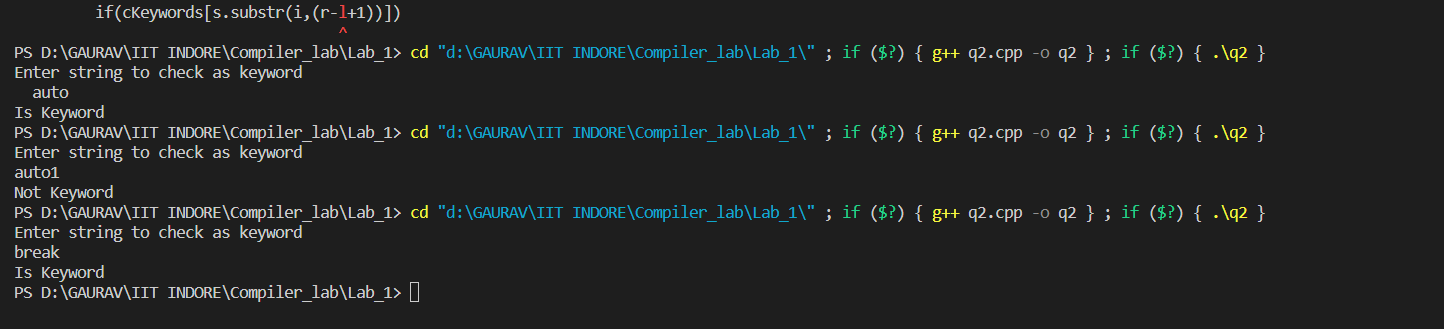 if(cKeywords[s.substr(i,(r-l+1))])
^
PS D:\GAURAV\IIT INDORE\Compiler_lab\Lab_1> cd "d:\GAURAV\IIT INDORE\Compiler_lab\Lab_1\" ; if ($?) { g++ q2.cpp -o q2 } ; if ($?) { .\q2 }
Enter string to check as keyword
auto
Is Keyword
PS D:\GAURAV\IIT INDORE\Compiler_lab\Lab_1> cd "d:\GAURAV\IIT INDORE\Compiler_lab\Lab_1\" ; if ($?) { g++ q2.cpp -o q2 } ; if ($?) { .\q2 }
Enter string to check as keyword
auto1
Not Keyword
PS D:\GAURAV\IIT INDORE\Compiler_lab\Lab_1> cd "d:\GAURAV\IIT INDORE\Compiler_lab\Lab_1\" ; if ($?) { g++ q2.cpp -o q2 } ; if ($?) { .\q2 }
Enter string to check as keyword
break
Is Keyword
PS D:\GAURAV\IIT INDORE\Compiler_lab\Lab_1>